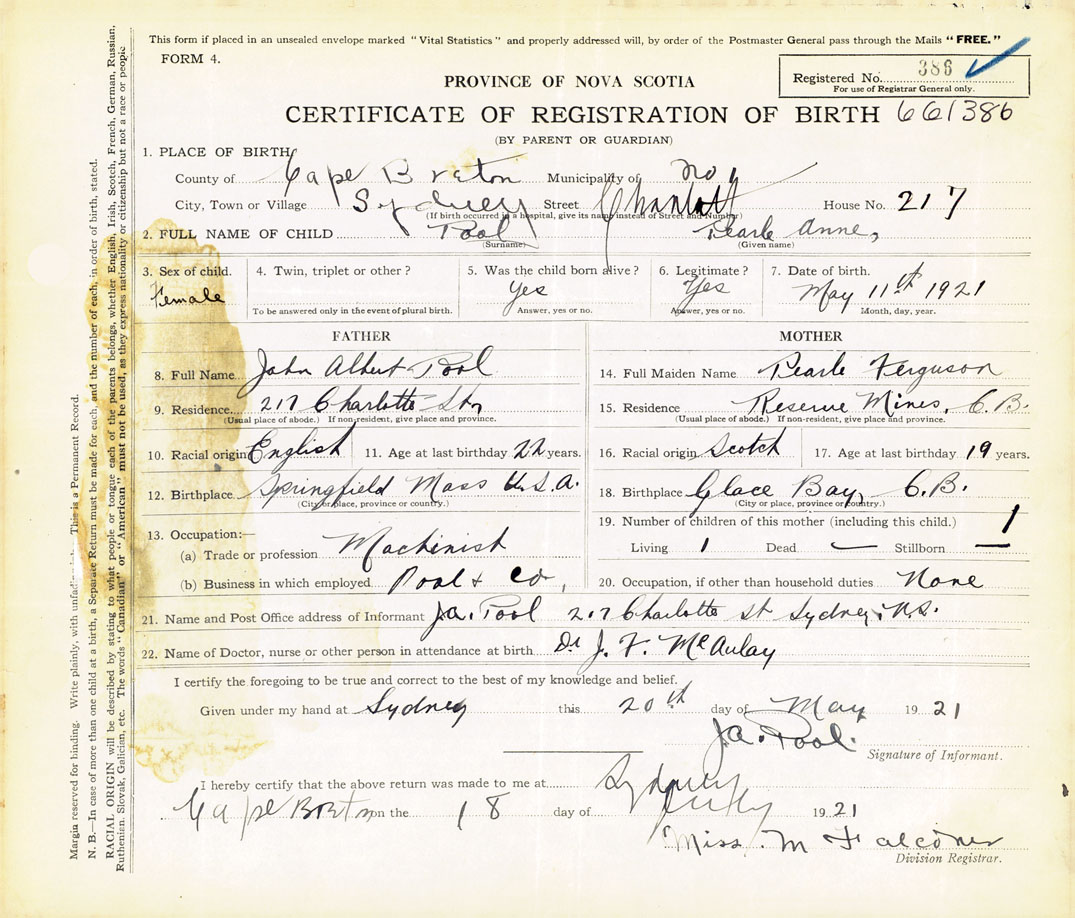 This form if placed in an unsealed envelope marked "Vital Statistics" and properly addressed will, by order of the Postmaster General pass through the Mails "FREE."
FORM 4.
Registered No. 386
For use of Registrar General only.
PROVINCE OF NOVA SCOTIA
CERTIFICATE OF REGISTRATION OF BIRTH 661386
(BY PARENT OR GUARDIAN)
1. PLACE OF BIRTH
County of Cape Breton Municipality of No 1
City, Town or Village Sydney Street Charlott House No. 217
(If birth occurred in a hospital, give its name instead of Street and Number)
2. FULL NAME OF CHILD Pool Pearle Anne,
(Surname) (Given name)
3. Sex of child. 4. Twin, triplet or other? 5. Was the child born alive? 6. Legitimate? 7. Date of birth.
Female Yes Yes May 11th 1921
To be answered only in the event of plural birth. Answer, yes or no. Answer, yes or no. Month, day, year.
FATHER
8. Full Name John Albert Pool
9. Residence 217 Charlotte St,
(Usual place of abode.) If non-resident, give place and province.
10. Racial origin English 11. Age at last birthday 22 years.
12. Birthplace Springfield Mass U.S.A.
(City or place, province or country.)
13. Occupation:—
(a) Trade or profession Machinist
(b) Business in which employed Pool & Co,
MOTHER
14. Full Maiden Name Pearle Ferguson
15. Residence Reserve Mines, C.B.
(Usual place of abode.) If non-resident, give place and province.
16. Racial origin Scotch 17. Age at last birthday 19 years.
18. Birthplace Glace Bay, C.B.
(City or place, province or country.)
19. Number of children of this mother (including this child.) 1
Living 1 Dead — Stillborn —
20. Occupation, if other than household duties None
21. Name and Post Office address of Informant J.A. Pool 217 Charlotte St Sydney, N.S.
22. Name of Doctor, nurse or other person in attendance at birth Dr J. F. McAulay
I certify the foregoing to be true and correct to the best of my knowledge and belief.
Given under my hand at Sydney this 20th day of May 1921
J.A. Pool.
Signature of Informant.
I hereby certify that the above return was made to me at Sydney
Cape Breton on the 18 day of July 1921
Miss. M Falconer
Division Registrar.
Margin reserved for binding. Write plainly, with This is a Permanent Record.
N. B.—In case of more than one child at a birth, a Separate Return must be made for each, and the number of each, in order of birth, stated.
RACIAL ORIGIN will be described by stating to what people or tongue each of the parents belongs, whether English, Irish, Scotch, French, German, Russian,
Ruthenian, Slovak, Galician, etc. The words "Canadian" or "American" must not be used, as they express nationality or citizenship but not a race or people